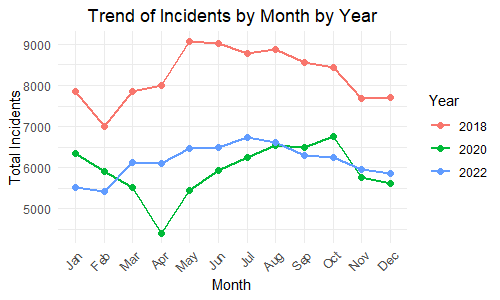 Trend of Incidents by Month by Year
Total Incidents
9000
8000
7000
6000
5000
Jan Feb Mar Apr May Jun Jul Aug Sep Oct Nov Dec
Month
Year
2018
2020
2022